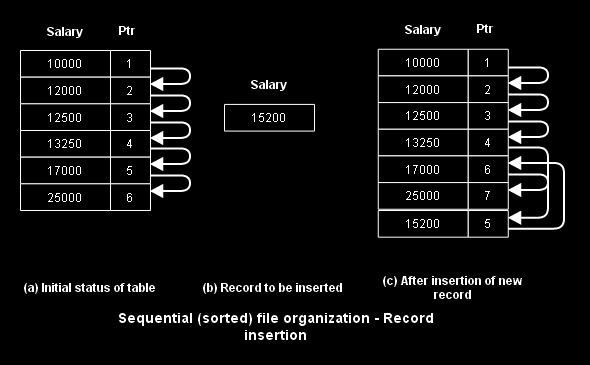 Salary Ptr
10000 1
12000 2
12500 3
13250 4
17000 5
25000 6
(a) Initial status of table
Salary
15200
(b) Record to be inserted
Salary Ptr
10000 1
12000 2
12500 3
13250 4
17000 6
25000 7
15200 5
(c) After insertion of new
record
Sequential (sorted) file organization - Record
insertion